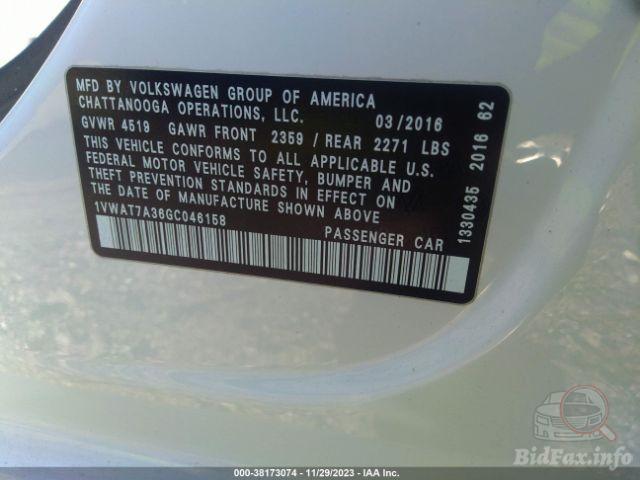 MFD BY VOLKSWAGEN GROUP OF AMERICA
CHATTANOOGA OPERATIONS, LLC. 03/2016
GVWR 4519 GAWR FRONT 2359 / REAR 2271 LBS
THIS VEHICLE CONFORMS TO ALL APPLICABLE U.S.
FEDERAL MOTOR VEHICLE SAFETY, BUMPER AND
THEFT PREVENTION STANDARDS IN EFFECT ON
THE DATE OF MANUFACTURE SHOWN ABOVE
1VWAT7A36GC046158 PASSENGER CAR
1330435 2016 62
000-38173074 - 11/29/2023 - IAA Inc.
BidFax.info